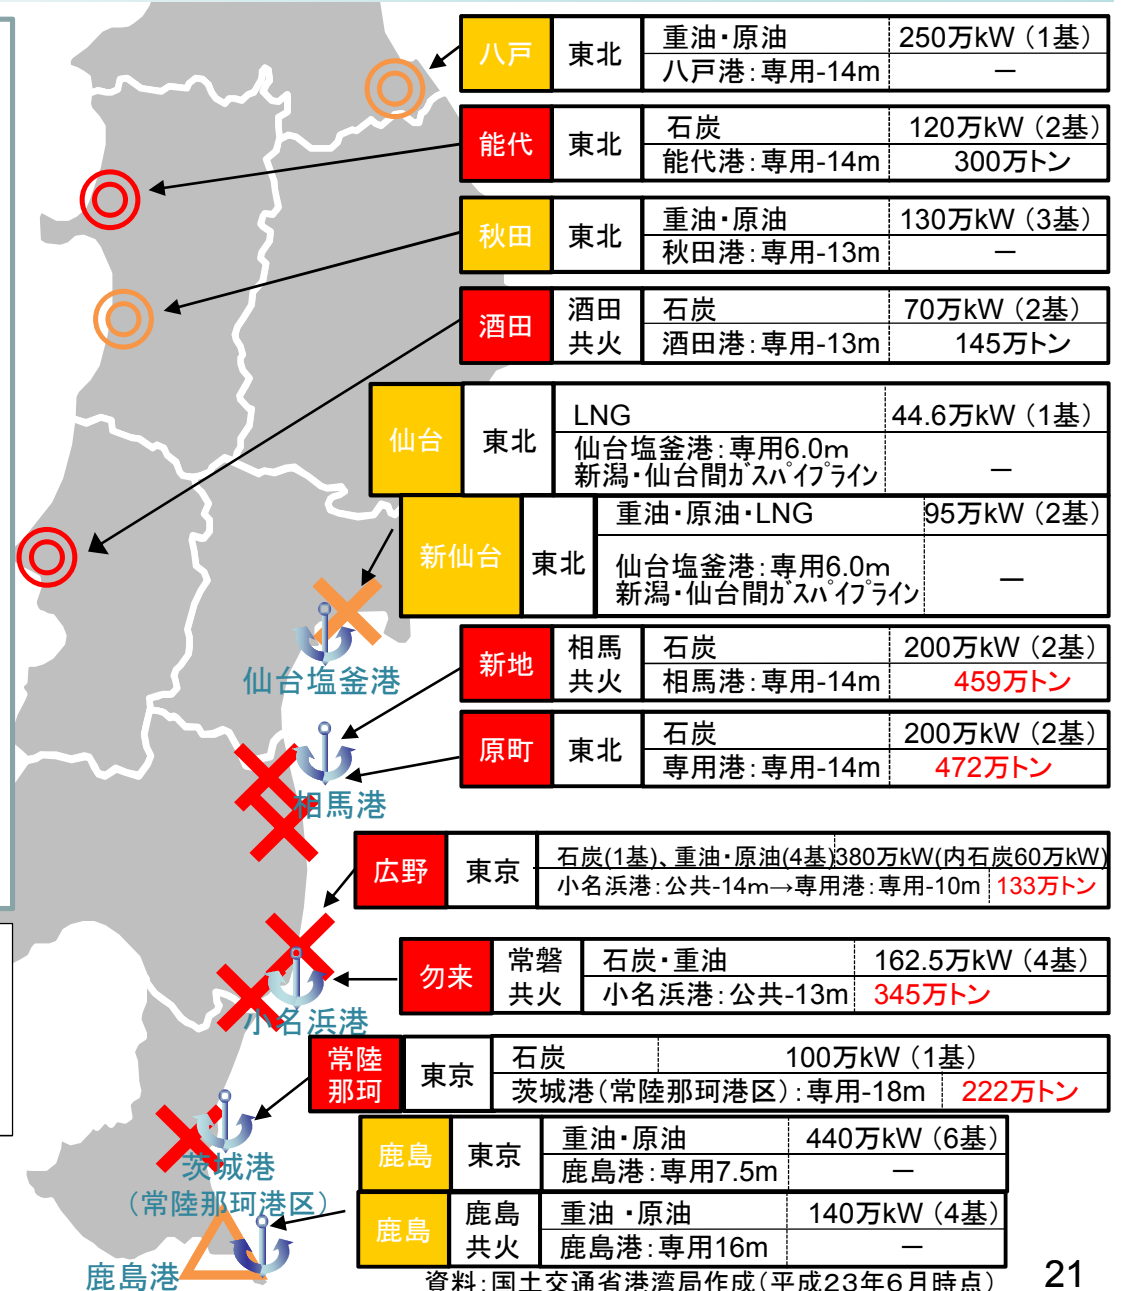 八戸 東北 重油・原油 250万kW（1基）
八戸港：専用-14m －
能代 東北 石炭 120万kW（2基）
能代港：専用-14m 300万トン
秋田 東北 重油・原油 130万kW（3基）
秋田港：専用-13m －
酒田 酒田共火 石炭 70万kW（2基）
酒田港：専用-13m 145万トン
仙台 東北 LNG 44.6万kW（1基）
仙台塩釜港：専用6.0ｍ
新潟・仙台間ｶﾞｽﾊﾟｲﾌﾟﾗｲﾝ －
新仙台 東北 重油・原油・LNG 95万kW（2基）
仙台塩釜港：専用6.0ｍ
新潟・仙台間ｶﾞｽﾊﾟｲﾌﾟﾗｲﾝ －
仙台塩釜港
新地 相馬共火 石炭 200万kW（2基）
相馬港：専用-14m 459万トン
原町 東北 石炭 200万kW（2基）
専用港：専用-14m 472万トン
相馬港
広野 東京 石炭(1基)、重油・原油(4基) 380万kW(内石炭60万kW)
小名浜港：公共-14ｍ→専用港：専用-10m 133万トン
勿来 常磐共火 石炭・重油 162.5万kW（4基）
小名浜港：公共-13m 345万トン
小名浜港
常陸那珂 東京 石炭 100万kW（1基）
茨城港（常陸那珂港区）：専用-18m 222万トン
茨城港
（常陸那珂港区）
鹿島 東京 重油・原油 440万kW（6基）
鹿島港：専用7.5m －
鹿島 鹿島共火 重油・原油 140万kW（4基）
鹿島港：専用16m －
鹿島港
資料：国土交通省港湾局作成（平成23年6月時点）
21